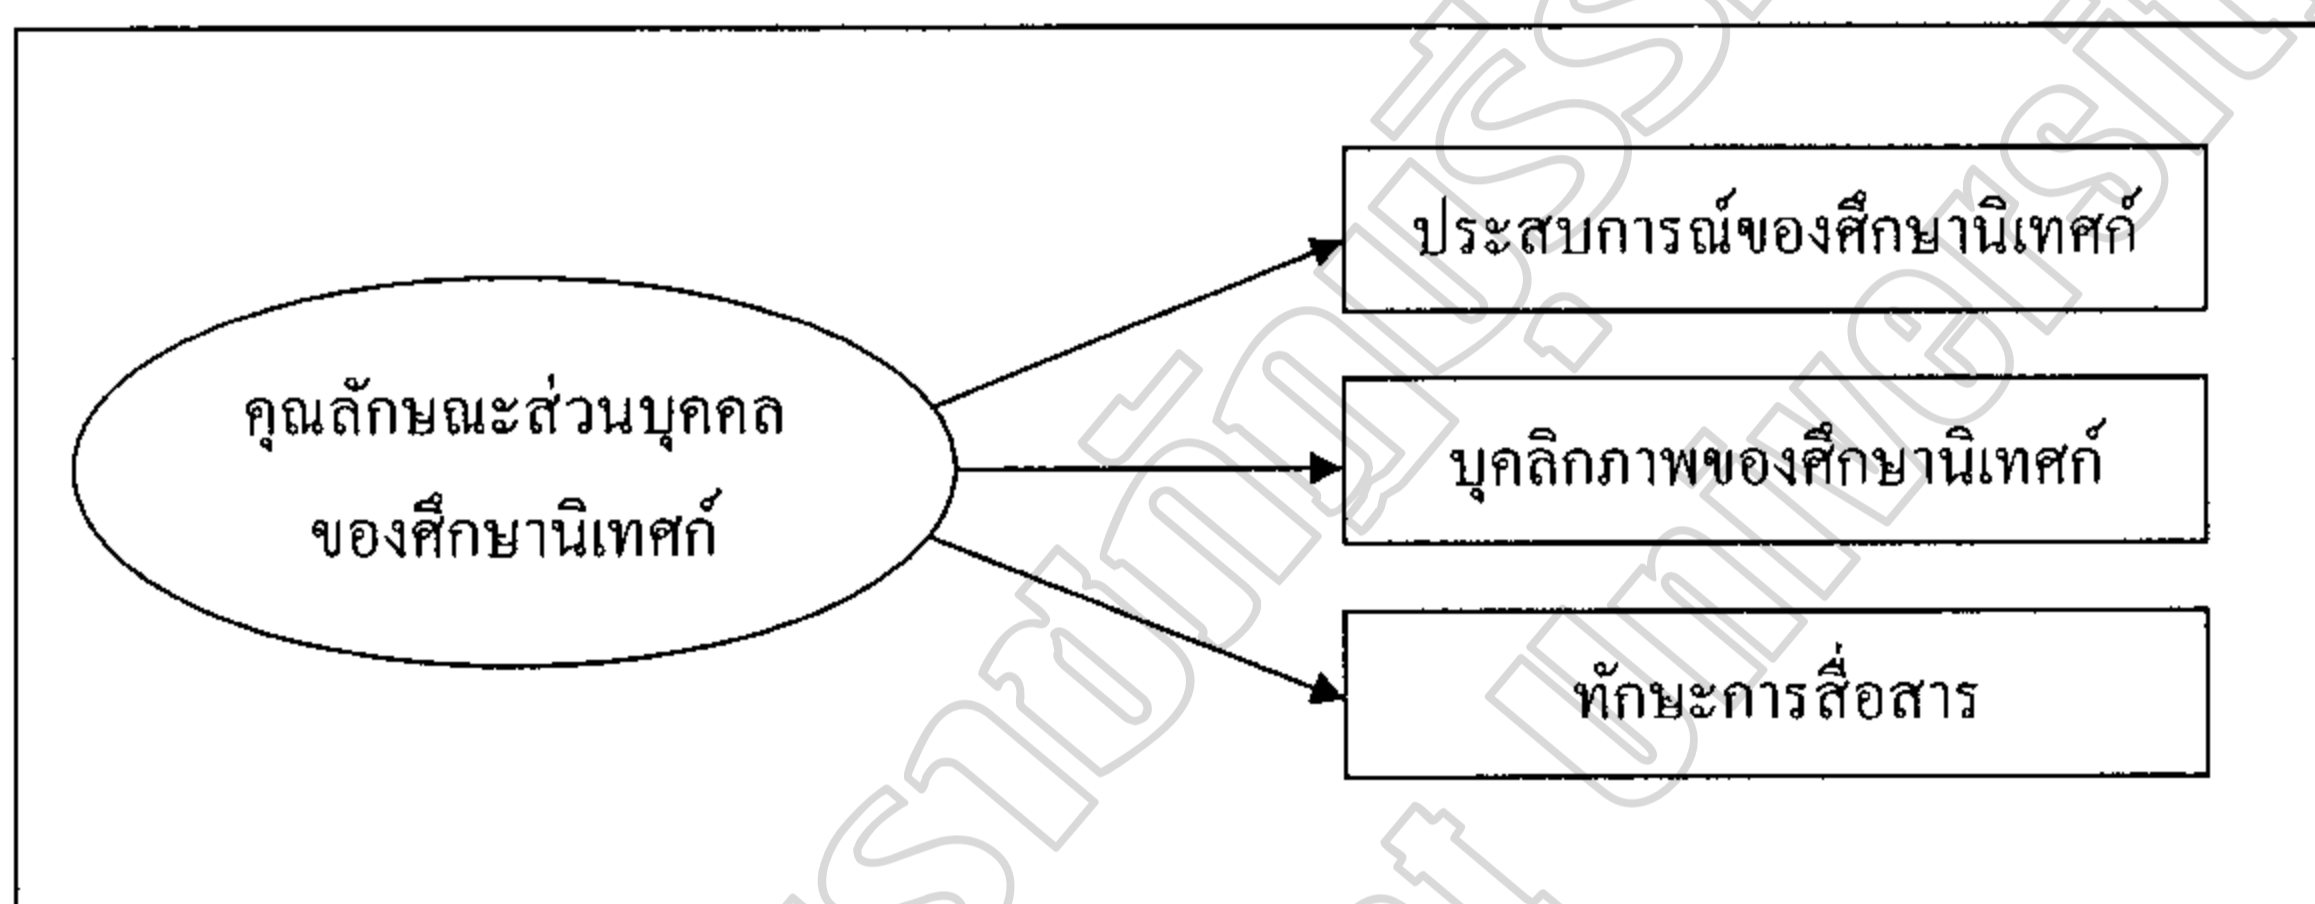 ประสบการณ์ของศึกษานิเทศก์
คุณลักษณะส่วนบุคคล
ของศึกษานิเทศก์
บุคลิกภาพของศึกษานิเทศก์
ทักษะการสื่อสาร